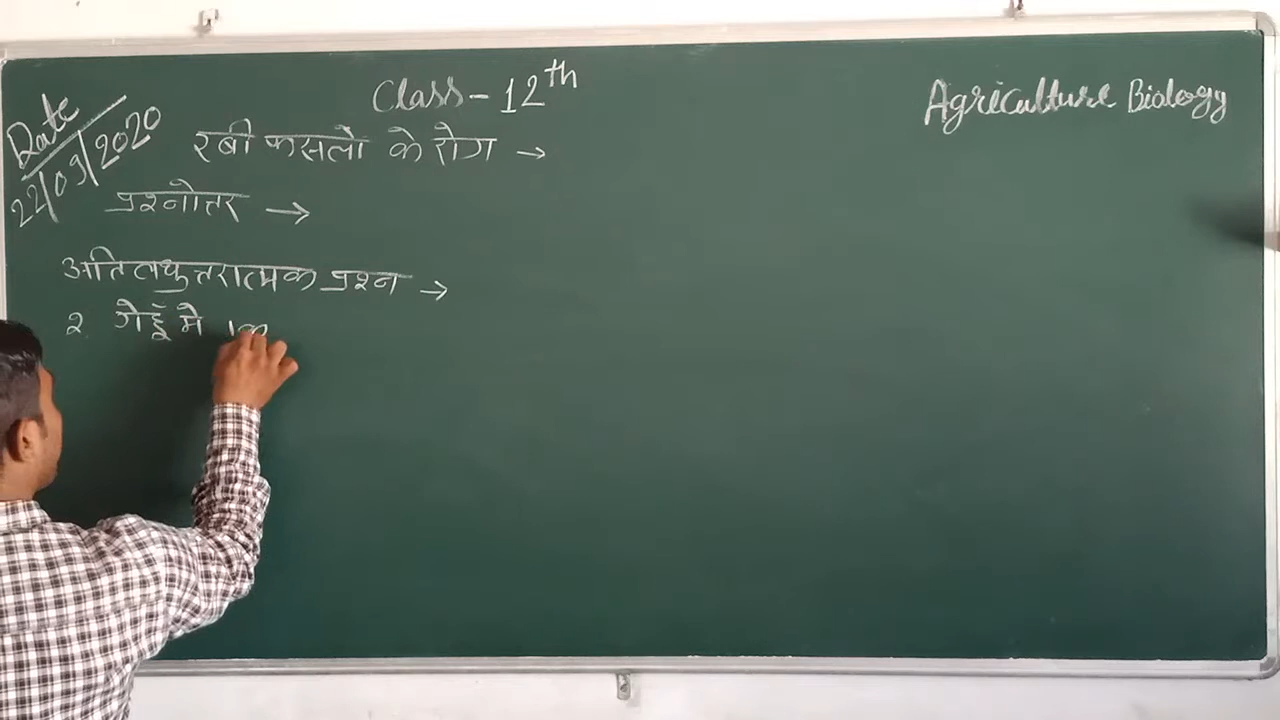 Class - 12th
Agriculture Biology
Date
22/09/2020
रबी फसलो के रोग →
प्रश्नोत्तर →
अतिलघुत्तरात्मक प्रश्न →
2. गेहूँ मे